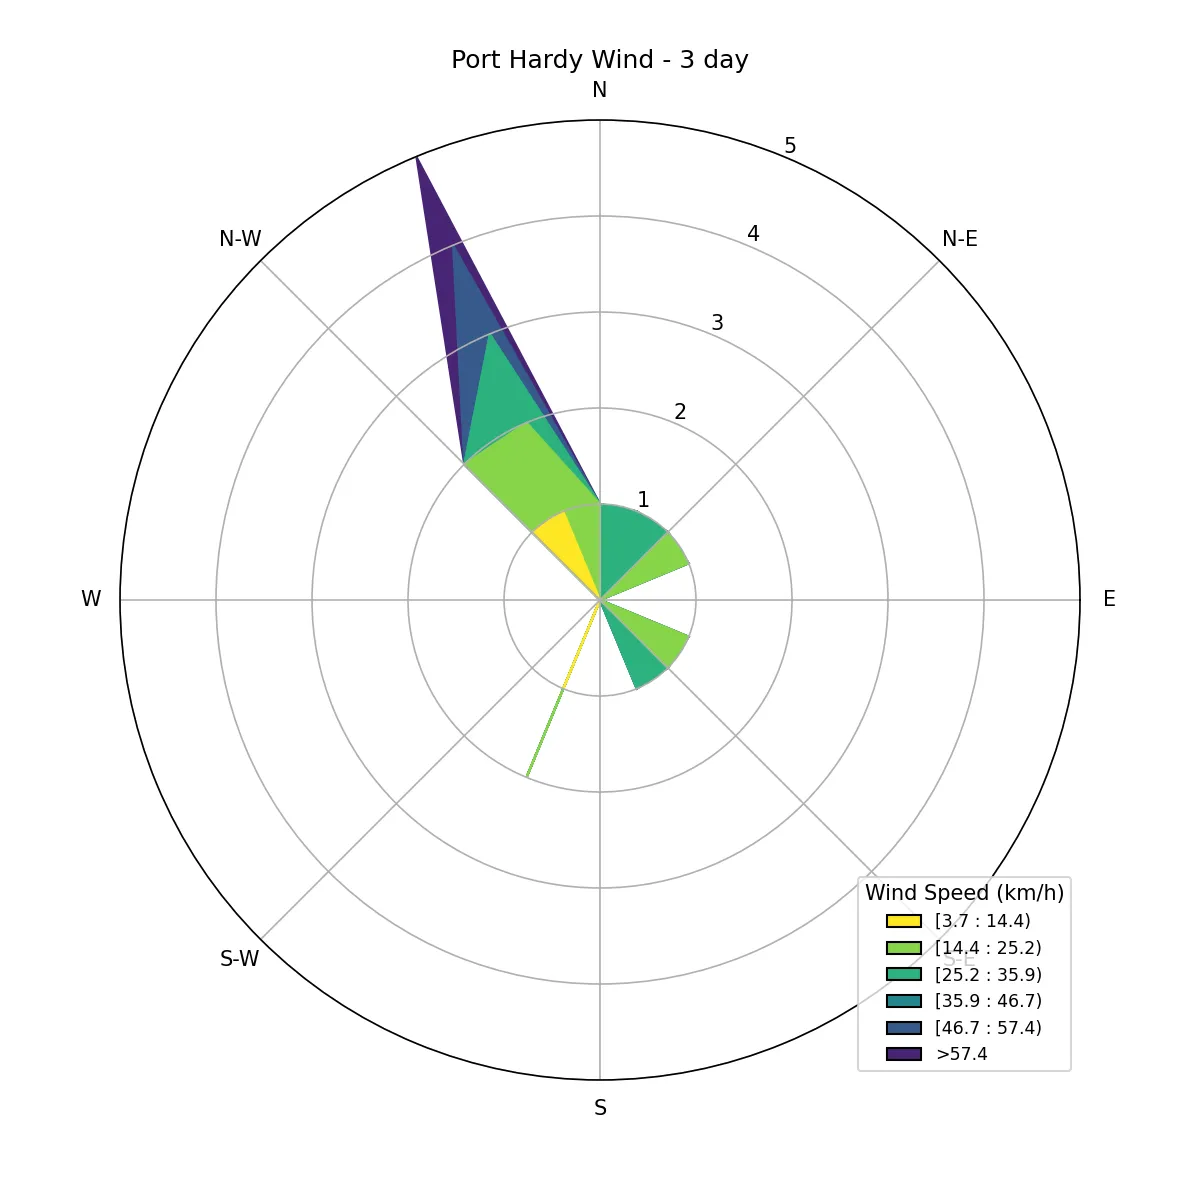 Port Hardy Wind - 3 day
N
5
N-W
4
N-E
3
2
1
W
E
S-W
S-E
Wind Speed (km/h)
[3.7 : 14.4)
[14.4 : 25.2)
[25.2 : 35.9)
[35.9 : 46.7)
[46.7 : 57.4)
>57.4
S